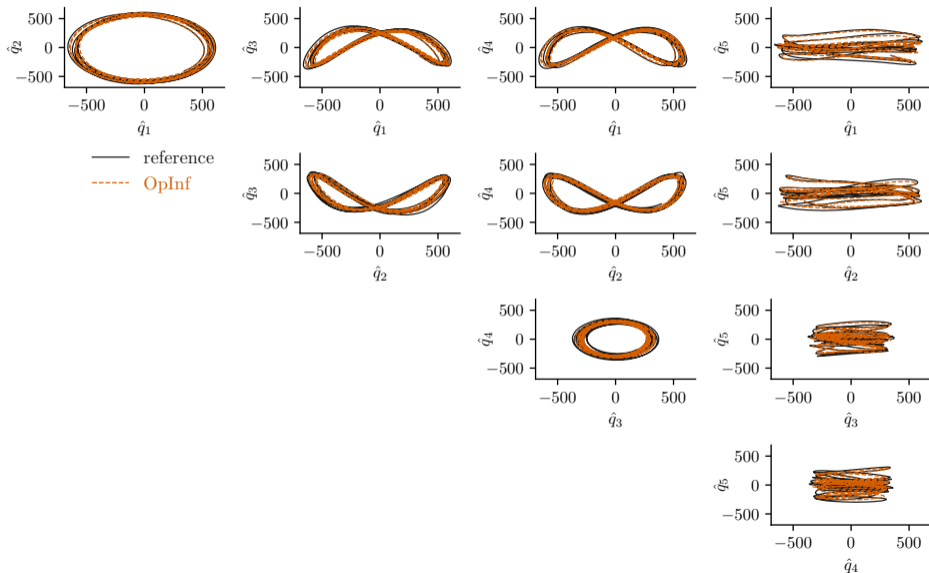 500 500 500 500
q̂₂ 0 q̂₃ 0 q̂₄ 0 q̂₅ 0
−500 −500 −500 −500
−500 0 500 −500 0 500 −500 0 500 −500 0 500
q̂₁ q̂₁ q̂₁ q̂₁
reference
OpInf
500 500 500
q̂₃ 0 q̂₄ 0 q̂₅ 0
−500 −500 −500
−500 0 500 −500 0 500 −500 0 500
q̂₂ q̂₂ q̂₂
500 500
q̂₄ 0 q̂₅ 0
−500 −500
−500 0 500 −500 0 500
q̂₃ q̂₃
500
q̂₅ 0
−500
−500 0 500
q̂₄